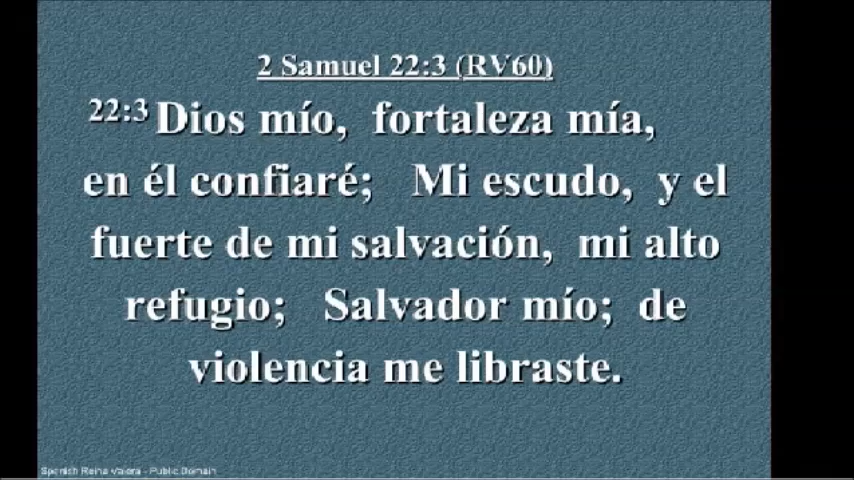 2 Samuel 22:3 (RV60)
22:3 Dios mío, fortaleza mía,
en él confiaré; Mi escudo, y el
fuerte de mi salvación, mi alto
refugio; Salvador mío; de
violencia me libraste.
Spanish Reina Valera - Public Domain